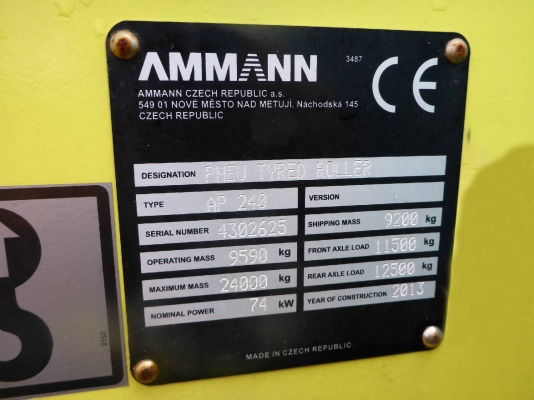 AMMANN
3487
CE
AMMANN CZECH REPUBLIC a.s.
549 01 NOVÉ MĚSTO NAD METUJÍ, Náchodská 145
CZECH REPUBLIC
DESIGNATION PNEU TYRED ROLLER
TYPE AP 240 VERSION
SERIAL NUMBER 4302625 SHIPPING MASS 9200 kg
OPERATING MASS 9590 kg FRONT AXLE LOAD 11500 kg
MAXIMUM MASS 24000 kg REAR AXLE LOAD 12500 kg
NOMINAL POWER 74 kW YEAR OF CONSTRUCTION 2013
MADE IN CZECH REPUBLIC